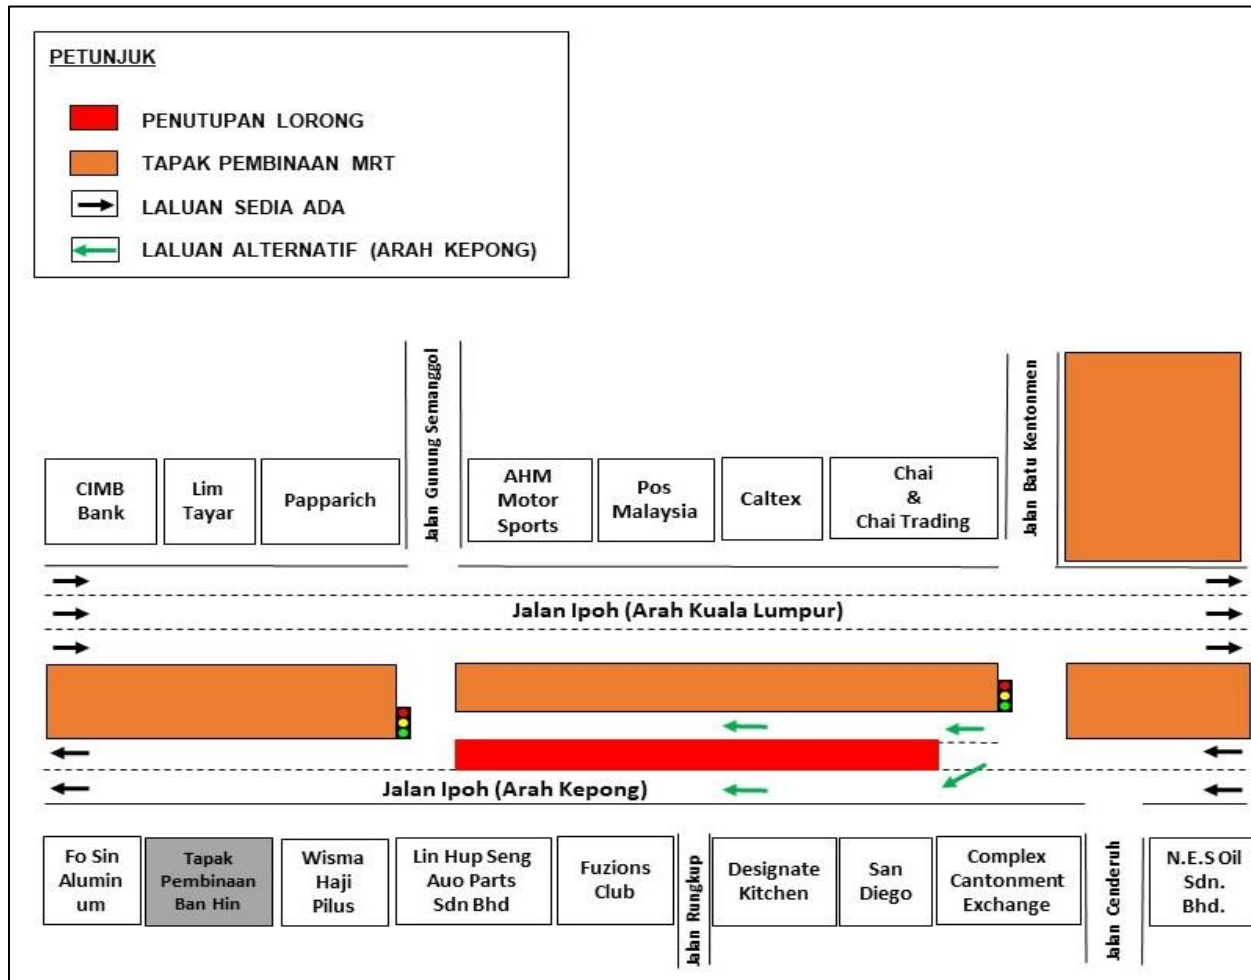 PETUNJUK
PENUTUPAN LORONG
TAPAK PEMBINAAN MRT
LALUAN SEDIA ADA
LALUAN ALTERNATIF (ARAH KEPONG)
Jalan Gunung Semanggol
Jalan Batu Kentonmen
CIMB
Bank
Lim
Tayar
Papparich
AHM
Motor
Sports
Pos
Malaysia
Caltex
Chai
&
Chai Trading
Jalan Ipoh (Arah Kuala Lumpur)
Jalan Ipoh (Arah Kepong)
Fo Sin
Alumin
um
Tapak
Pembinaan
Ban Hin
Wisma
Haji
Pilus
Lin Hup Seng
Auo Parts
Sdn Bhd
Fuzions
Club
Jalan Rungkup
Designate
Kitchen
San
Diego
Complex
Cantonment
Exchange
Jalan Cenderuh
N.E.S Oil
Sdn.
Bhd.